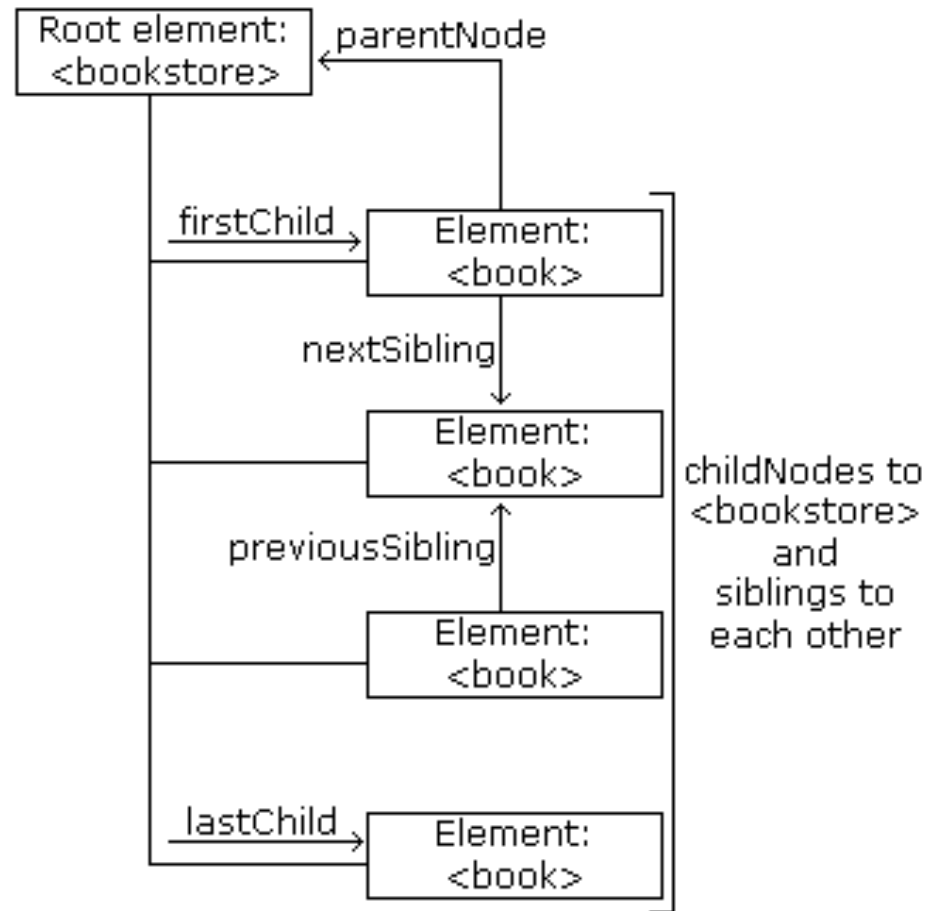 Root element:
<bookstore>
parentNode
firstChild
Element:
<book>
nextSibling
Element:
<book>
previousSibling
Element:
<book>
lastChild
Element:
<book>
childNodes to
<bookstore>
and
siblings to
each other